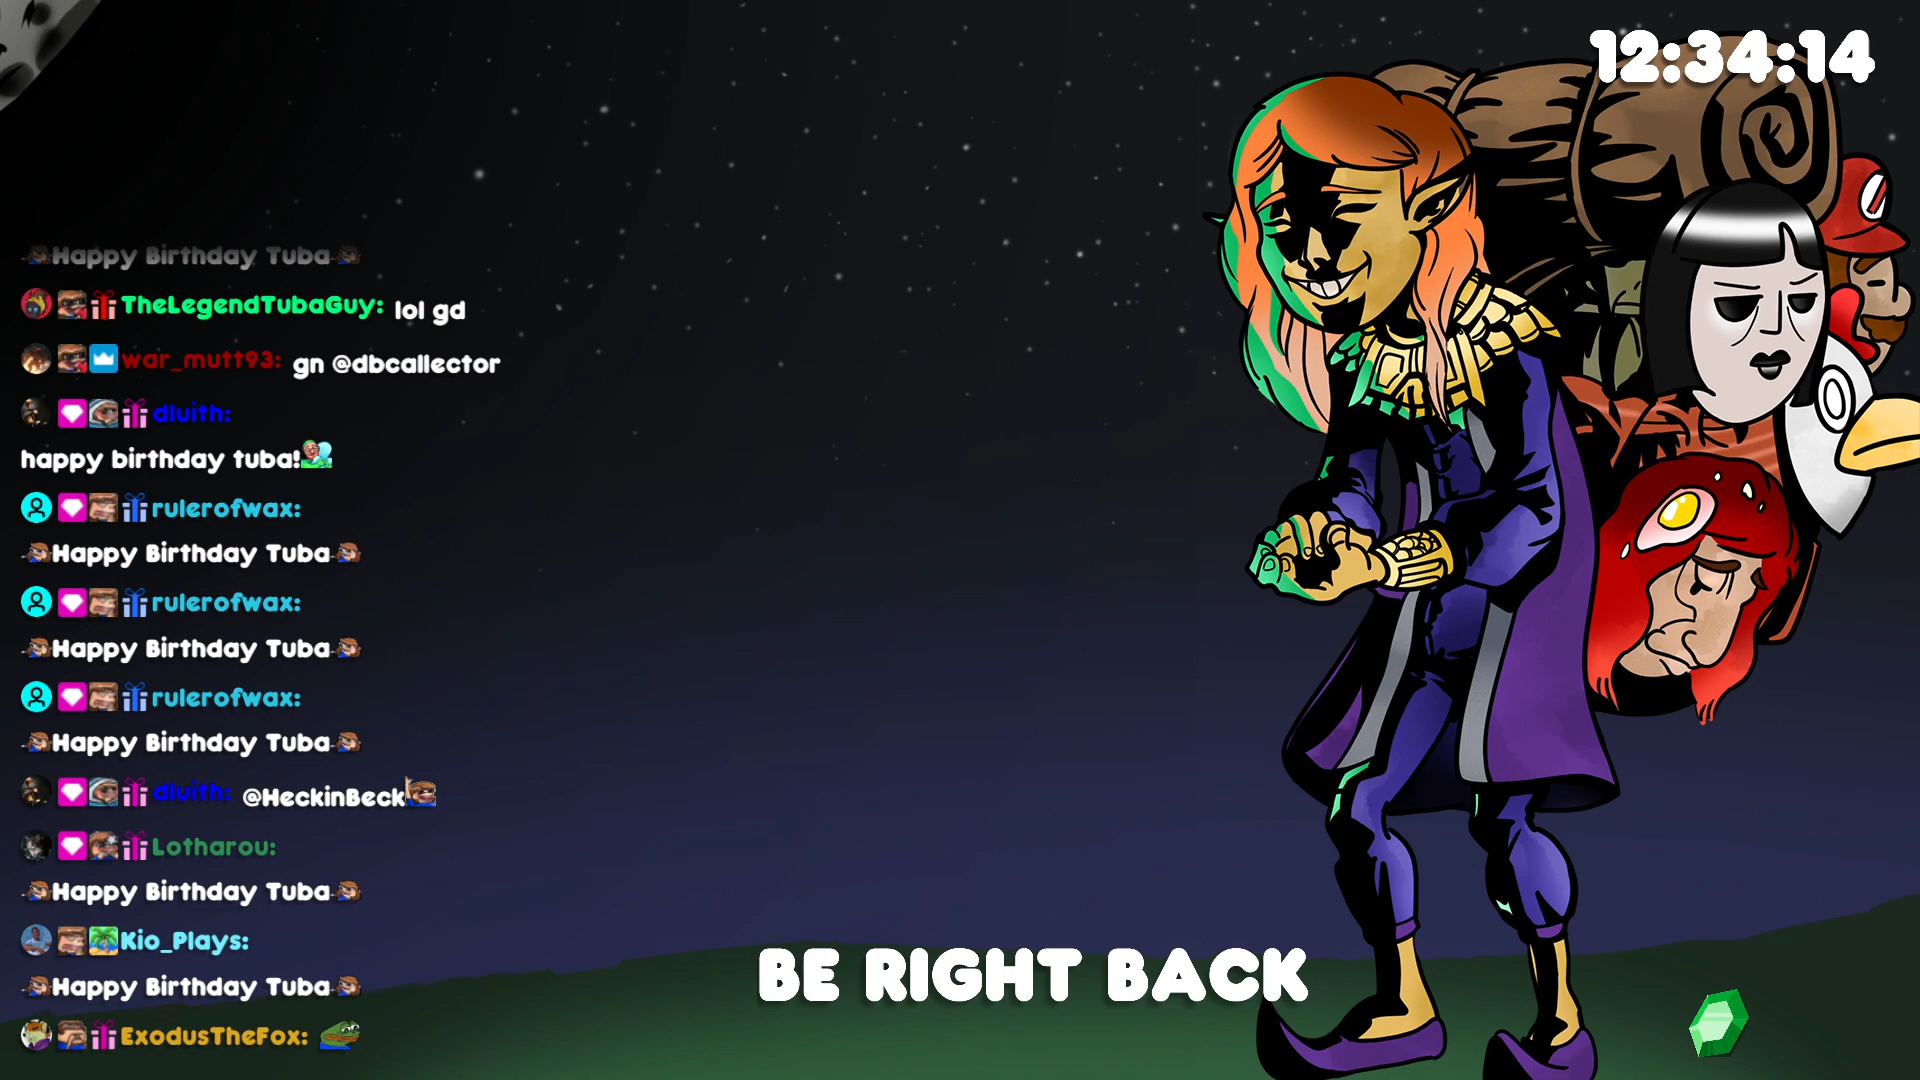 12:34:14
Happy Birthday Tuba
TheLegendTubaGuy: lol gd
war_mutt93: gn @dbcallector
dluith:
happy birthday tuba!
rulerofwax:
Happy Birthday Tuba
rulerofwax:
Happy Birthday Tuba
rulerofwax:
Happy Birthday Tuba
dluith: @HeckinBeck
Lotharou:
Happy Birthday Tuba
Kio_Plays:
Happy Birthday Tuba
ExodusTheFox:
BE RIGHT BACK